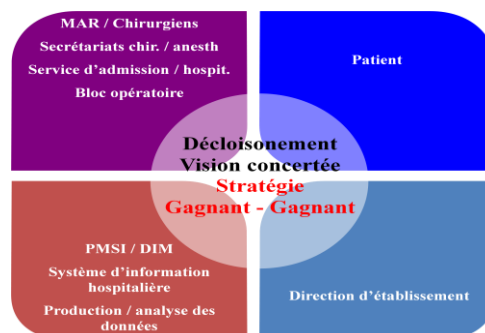 MAR / Chirurgiens
Secrétariats chir. / anesth
Service d'admission / hospit.
Bloc opératoire
Patient
Décloisonement
Vision concertée
Stratégie
Gagnant - Gagnant
PMSI / DIM
Système d'information
hospitalière
Production / analyse des
données
Direction d'établissement